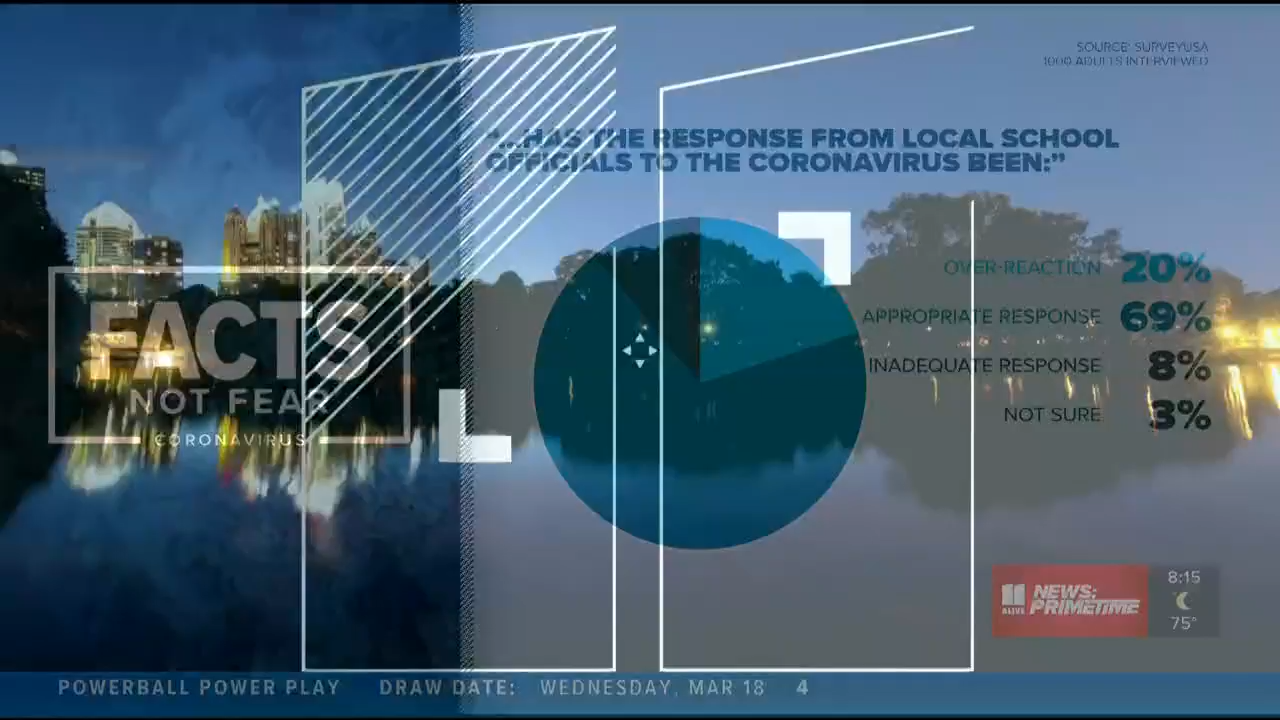 SOURCE: SURVEYUSA
1000 ADULTS INTERVIEWED
"...HAS THE RESPONSE FROM LOCAL SCHOOL
OFFICIALS TO THE CORONAVIRUS BEEN:"
OVER-REACTION 20%
APPROPRIATE RESPONSE 69%
INADEQUATE RESPONSE 8%
NOT SURE 3%
FACTS
NOT FEAR
CORONAVIRUS
11 ALIVE NEWS: PRIMETIME
8:15
75°
POWERBALL POWER PLAY DRAW DATE: WEDNESDAY, MAR 18 4